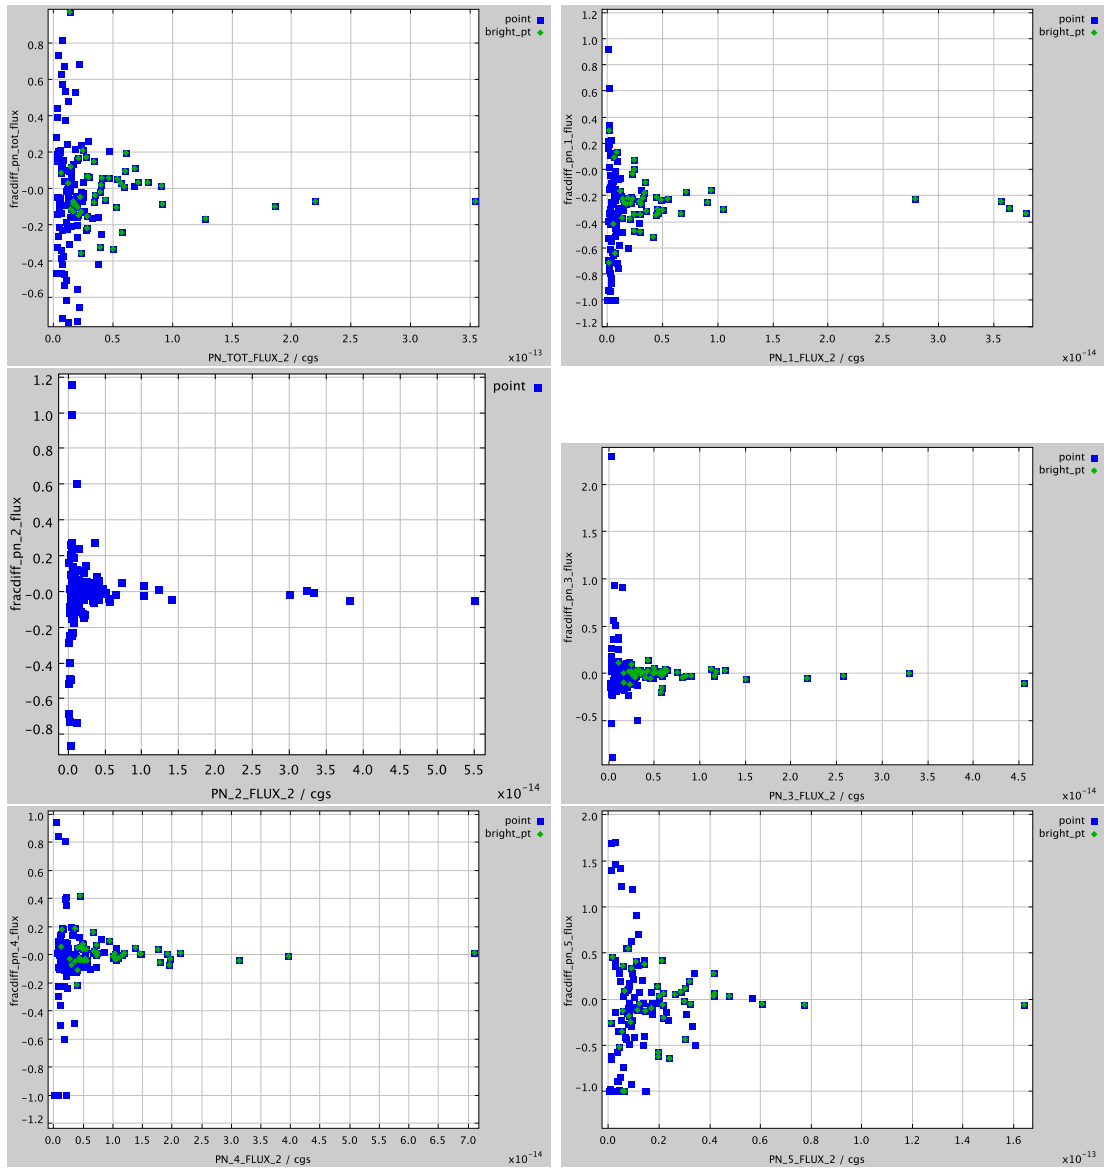 point
bright_pt
0.8
0.6
0.4
0.2
−0.0
−0.2
−0.4
−0.6
fracdiff_pn_tot_flux
0.0 0.5 1.0 1.5 2.0 2.5 3.0 3.5
PN_TOT_FLUX_2 / cgs
x10−13
point
bright_pt
1.2
1.0
0.8
0.6
0.4
0.2
−0.0
−0.2
−0.4
−0.6
−0.8
−1.0
−1.2
fracdiff_pn_1_flux
0.0 0.5 1.0 1.5 2.0 2.5 3.0 3.5
PN_1_FLUX_2 / cgs
x10−14
point
1.2
1.0
0.8
0.6
0.4
0.2
−0.0
−0.2
−0.4
−0.6
−0.8
fracdiff_pn_2_flux
0.0 0.5 1.0 1.5 2.0 2.5 3.0 3.5 4.0 4.5 5.0 5.5
PN_2_FLUX_2 / cgs
x10−14
point
bright_pt
2.0
1.5
1.0
0.5
0.0
−0.5
fracdiff_pn_3_flux
0.0 0.5 1.0 1.5 2.0 2.5 3.0 3.5 4.0 4.5
PN_3_FLUX_2 / cgs
x10−14
point
bright_pt
1.0
0.8
0.6
0.4
0.2
−0.0
−0.2
−0.4
−0.6
−0.8
−1.0
−1.2
fracdiff_pn_4_flux
0.0 0.5 1.0 1.5 2.0 2.5 3.0 3.5 4.0 4.5 5.0 5.5 6.0 6.5 7.0
PN_4_FLUX_2 / cgs
x10−14
point
bright_pt
2.0
1.5
1.0
0.5
0.0
−0.5
−1.0
fracdiff_pn_5_flux
0.0 0.2 0.4 0.6 0.8 1.0 1.2 1.4 1.6
PN_5_FLUX_2 / cgs
x10−13